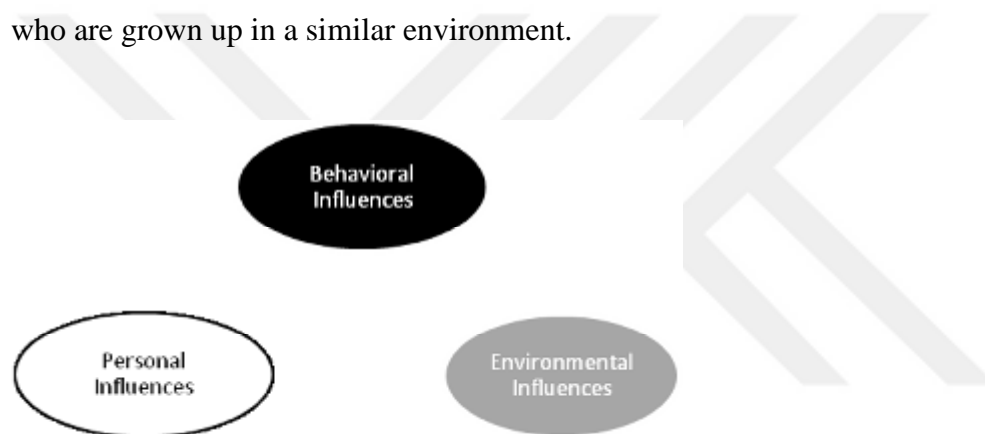 who are grown up in a similar environment.
Behavioral
Influences
Personal
Influences
Environmental
Influences